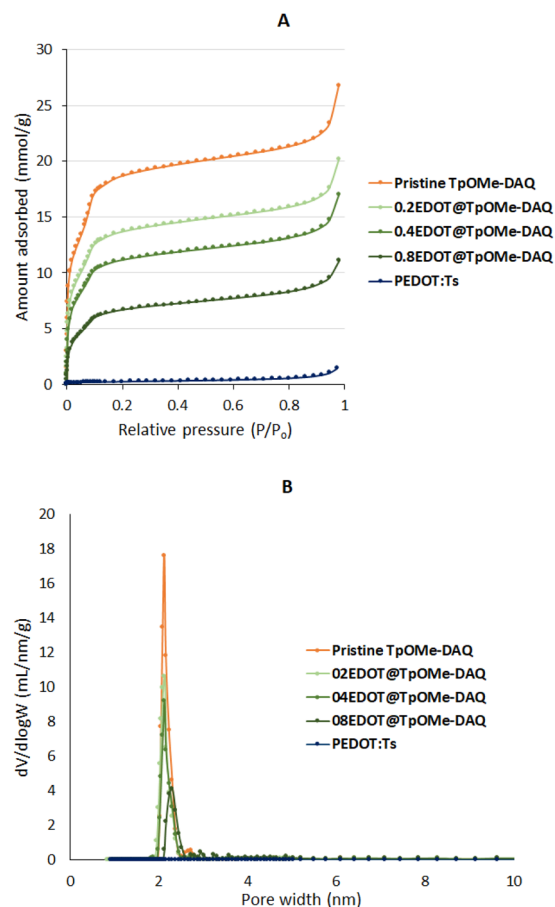 A
30
25
20
15
10
5
0
Amount adsorbed (mmol/g)
0 0.2 0.4 0.6 0.8 1
Relative pressure (P/P₀)
Pristine TpOMe-DAQ
0.2EDOT@TpOMe-DAQ
0.4EDOT@TpOMe-DAQ
0.8EDOT@TpOMe-DAQ
PEDOT:Ts
B
20
18
16
14
12
10
8
6
4
2
0
dV/dlogW (mL/nm/g)
0 2 4 6 8 10
Pore width (nm)
Pristine TpOMe-DAQ
02EDOT@TpOMe-DAQ
04EDOT@TpOMe-DAQ
08EDOT@TpOMe-DAQ
PEDOT:Ts